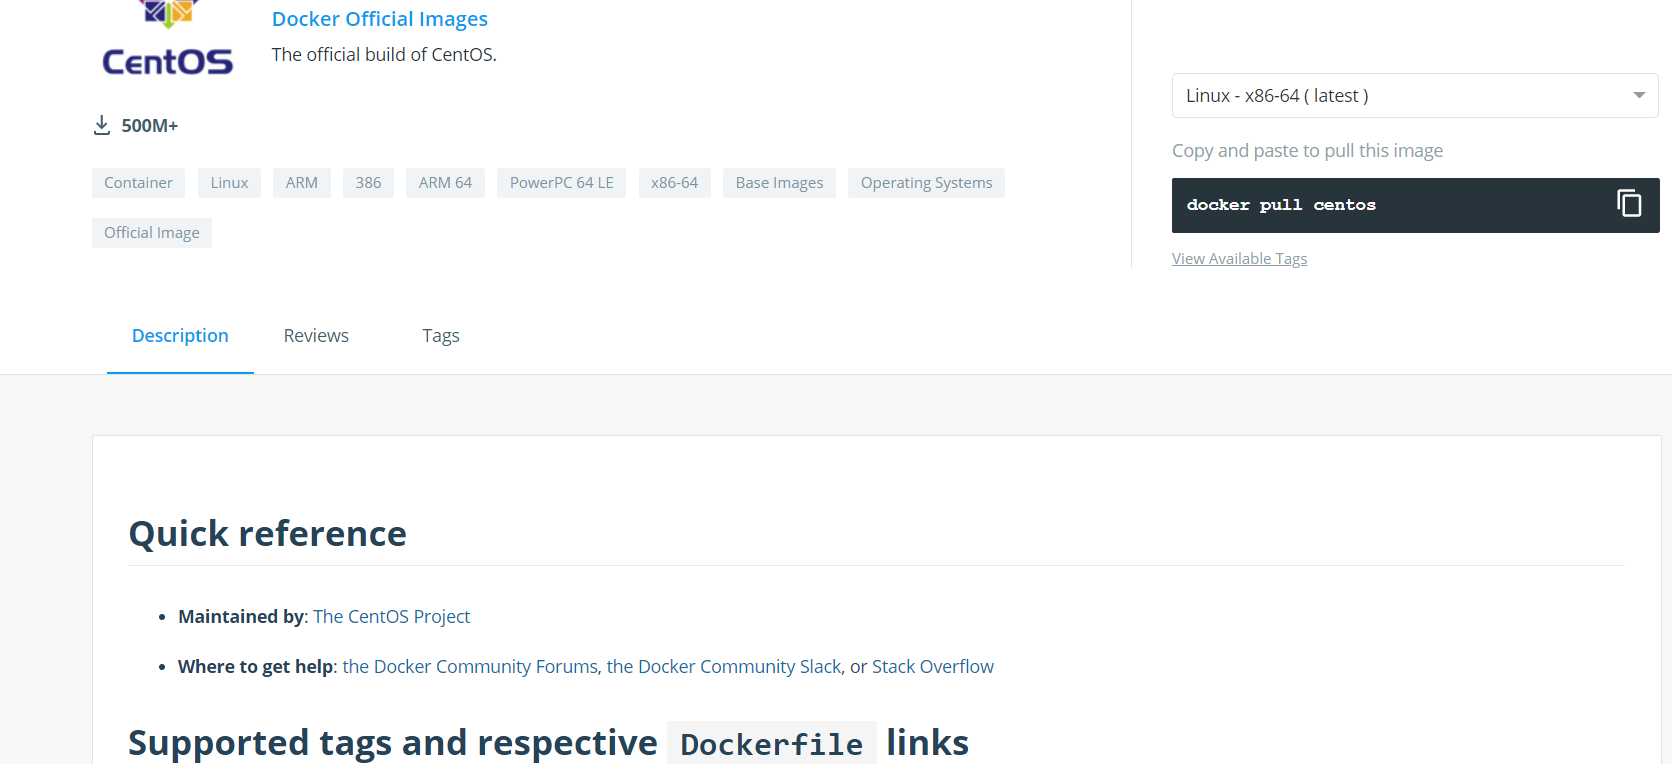 Docker Official Images
CentOS
The official build of CentOS.
500M+
Container Linux ARM 386 ARM 64 PowerPC 64 LE x86-64 Base Images Operating Systems
Official Image
Linux - x86-64 ( latest )
Copy and paste to pull this image
docker pull centos
View Available Tags
Description Reviews Tags
Quick reference
• Maintained by: The CentOS Project
• Where to get help: the Docker Community Forums, the Docker Community Slack, or Stack Overflow
Supported tags and respective Dockerfile links